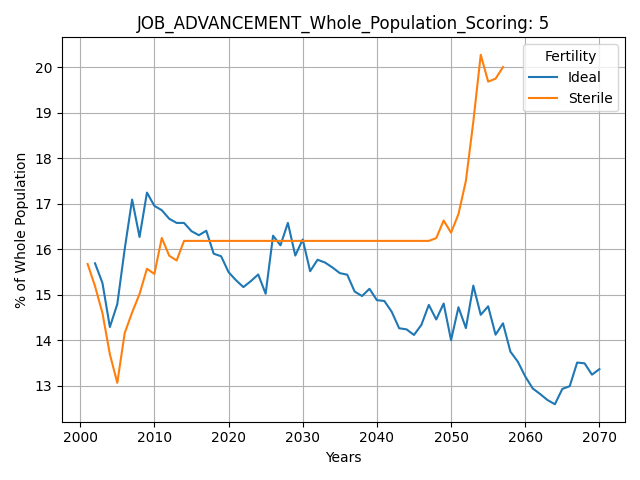 JOB_ADVANCEMENT_Whole_Population_Scoring: 5
Fertility
Ideal
Sterile
% of Whole Population
20
19
18
17
16
15
14
13
2000 2010 2020 2030 2040 2050 2060 2070
Years